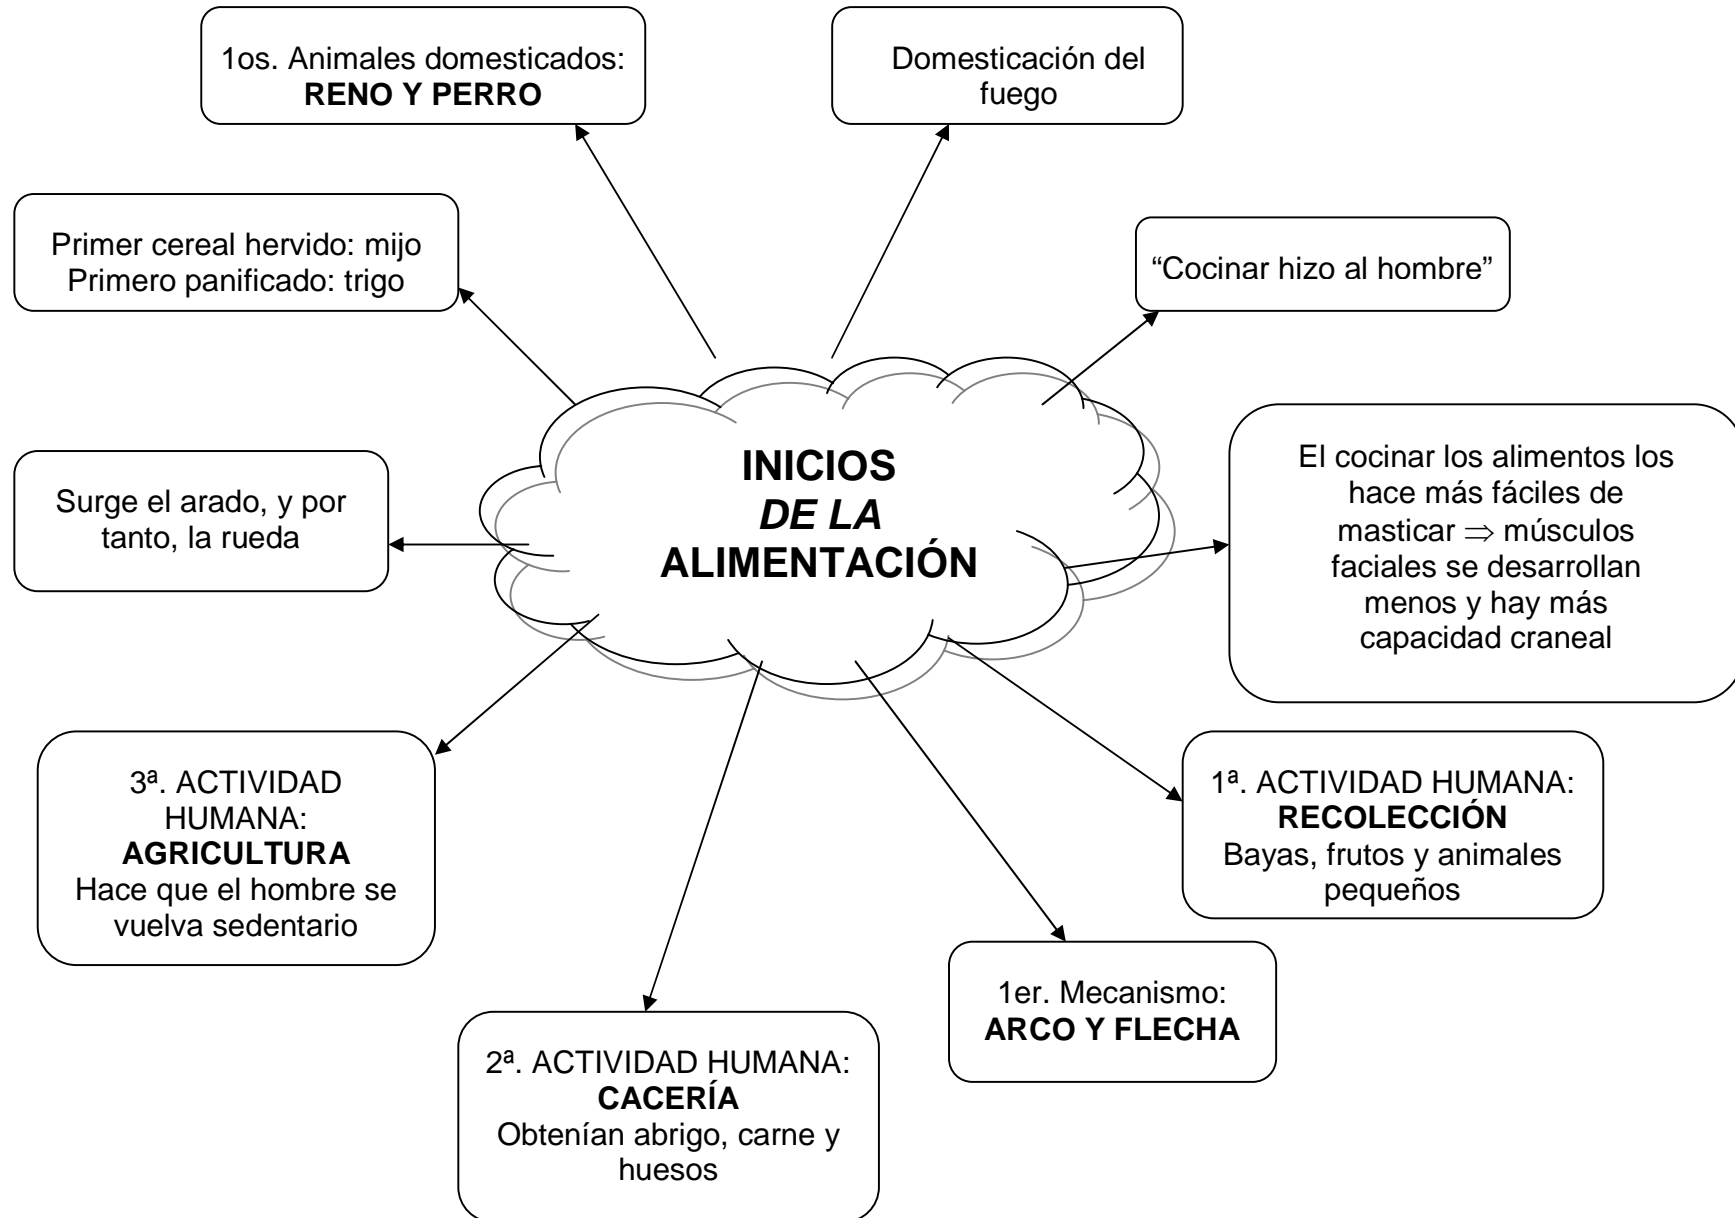 1os. Animales domesticados:
RENO Y PERRO
Domesticación del
fuego
Primer cereal hervido: mijo
Primero panificado: trigo
“Cocinar hizo al hombre”
INICIOS
DE LA
ALIMENTACIÓN
El cocinar los alimentos los
hace más fáciles de
masticar ⇒ músculos
faciales se desarrollan
menos y hay más
capacidad craneal
Surge el arado, y por
tanto, la rueda
3ª. ACTIVIDAD
HUMANA:
AGRICULTURA
Hace que el hombre se
vuelva sedentario
1ª. ACTIVIDAD HUMANA:
RECOLECCIÓN
Bayas, frutos y animales
pequeños
1er. Mecanismo:
ARCO Y FLECHA
2ª. ACTIVIDAD HUMANA:
CACERÍA
Obtenían abrigo, carne y
huesos